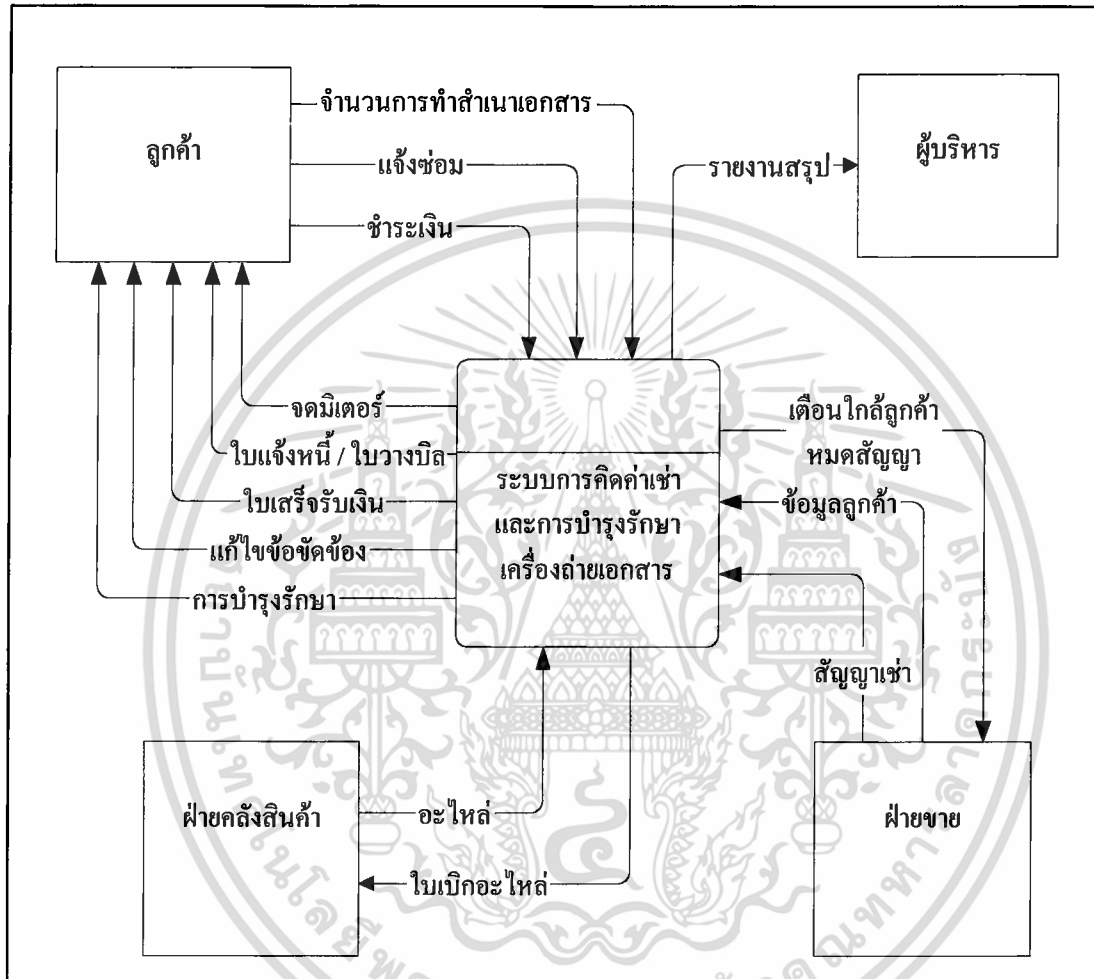 จำนวนการทำสำเนาเอกสาร
ลูกค้า
แจ้งซ่อม
ชำระเงิน
รายงานสรุป
ผู้บริหาร
จดมิเตอร์
ใบแจ้งหนี้ / ใบวางบิล
ใบเสร็จรับเงิน
แก้ไขข้อขัดข้อง
การบำรุงรักษา
ระบบการคิดค่าเช่า
และการบำรุงรักษา
เครื่องถ่ายเอกสาร
เตือนใกล้ลูกค้า
หมดสัญญา
ข้อมูลลูกค้า
สัญญาเช่า
ฝ่ายคลังสินค้า
อะไหล่
ใบเบิกอะไหล่
ฝ่ายขาย